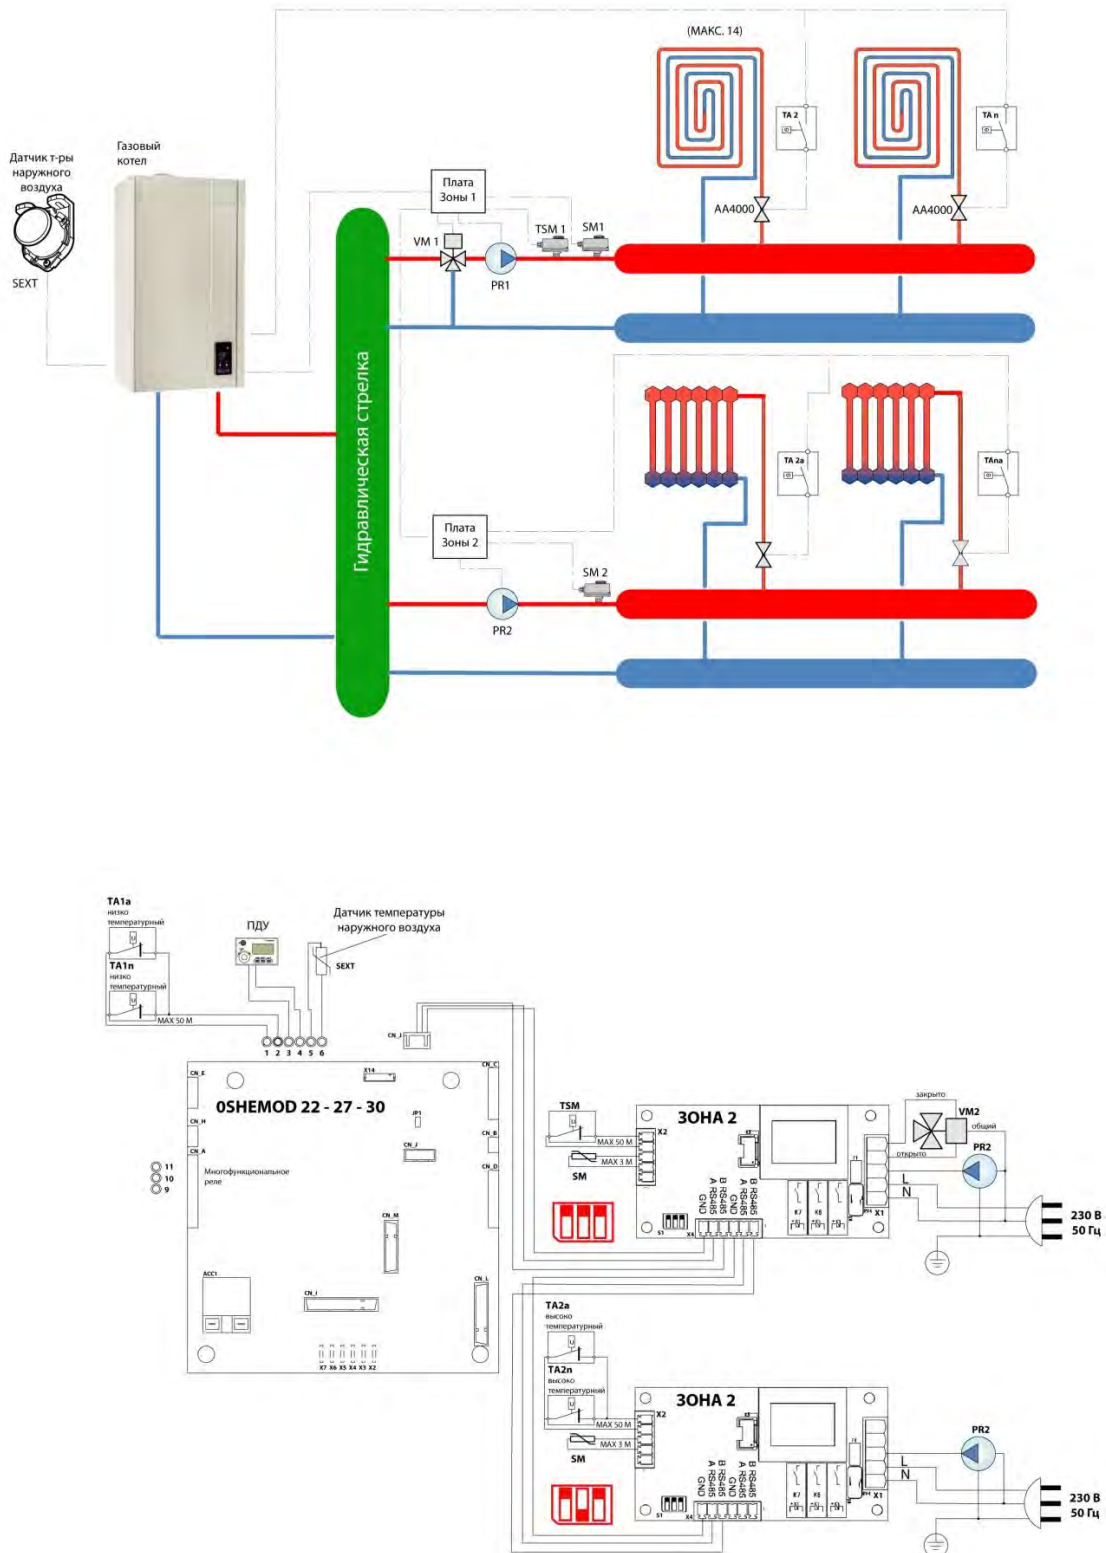 (МАКС. 14)
Датчик т-ры
наружного
воздуха
SEXT
Газовый
котел
Плата
Зоны 1
VM 1
PR1
TSM 1
SM1
TA 2
TA n
AA4000
AA4000
Гидравлическая стрелка
TA 2a
TAna
Плата
Зоны 2
SM 2
PR2
TA1a
низко
температурный
TA1n
низко
температурный
MAX 50 M
ПДУ
Датчик температуры
наружного воздуха
SEXT
1 2 3 4 5 6
CN_J
CN_E
CN_H
CN_A
X14
CN_C
0SHEMOD 22 - 27 - 30
JP1
CN_J
CN_B
CN_D
11
10
9
Многофункциональное
реле
CN_M
ACC1
CN_I
CN_L
X7 X6 X5 X4 X3 X2
TSM
MAX 50 M
SM
MAX 3 M
X2
ЗОНА 2
B RS485
A RS485
GND
B RS485
A RS485
GND
S1
X4
K7
K6
X1
закрыто
VM2
общий
открыто
PR2
L
N
230 В
50 Гц
TA2a
высоко
температурный
TA2n
высоко
температурный
MAX 50 M
SM
MAX 3 M
X2
ЗОНА 2
B RS485
A RS485
GND
B RS485
A RS485
GND
S1
X4
K7
K6
X1
PR2
L
N
230 В
50 Гц